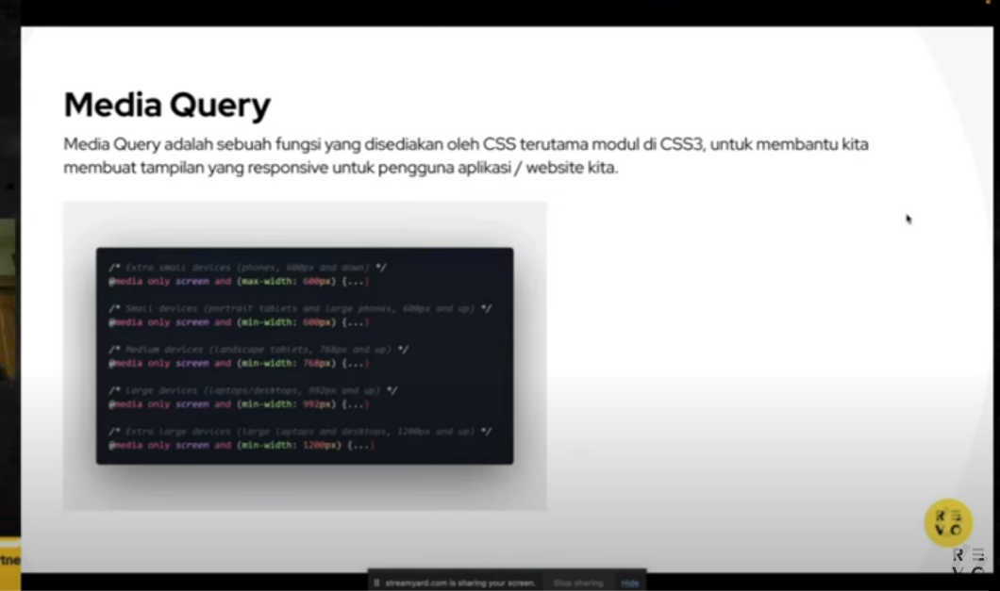 Media Query
Media Query adalah sebuah fungsi yang disediakan oleh CSS terutama modul di CSS3, untuk membantu kita
membuat tampilan yang responsive untuk pengguna aplikasi / website kita.
/* Extra small devices (phones, 600px and down) */
@media only screen and (max-width: 600px) {...}
/* Small devices (portrait tablets and large phones, 600px and up) */
@media only screen and (min-width: 600px) {...}
/* Medium devices (landscape tablets, 768px and up) */
@media only screen and (min-width: 768px) {...}
/* Large devices (laptops/desktops, 992px and up) */
@media only screen and (min-width: 992px) {...}
/* Extra large devices (large laptops and desktops, 1200px and up) */
@media only screen and (min-width: 1200px) {...}
R E
V O
R E
V O
tne
streamyard.com is sharing your screen. Stop sharing Hide